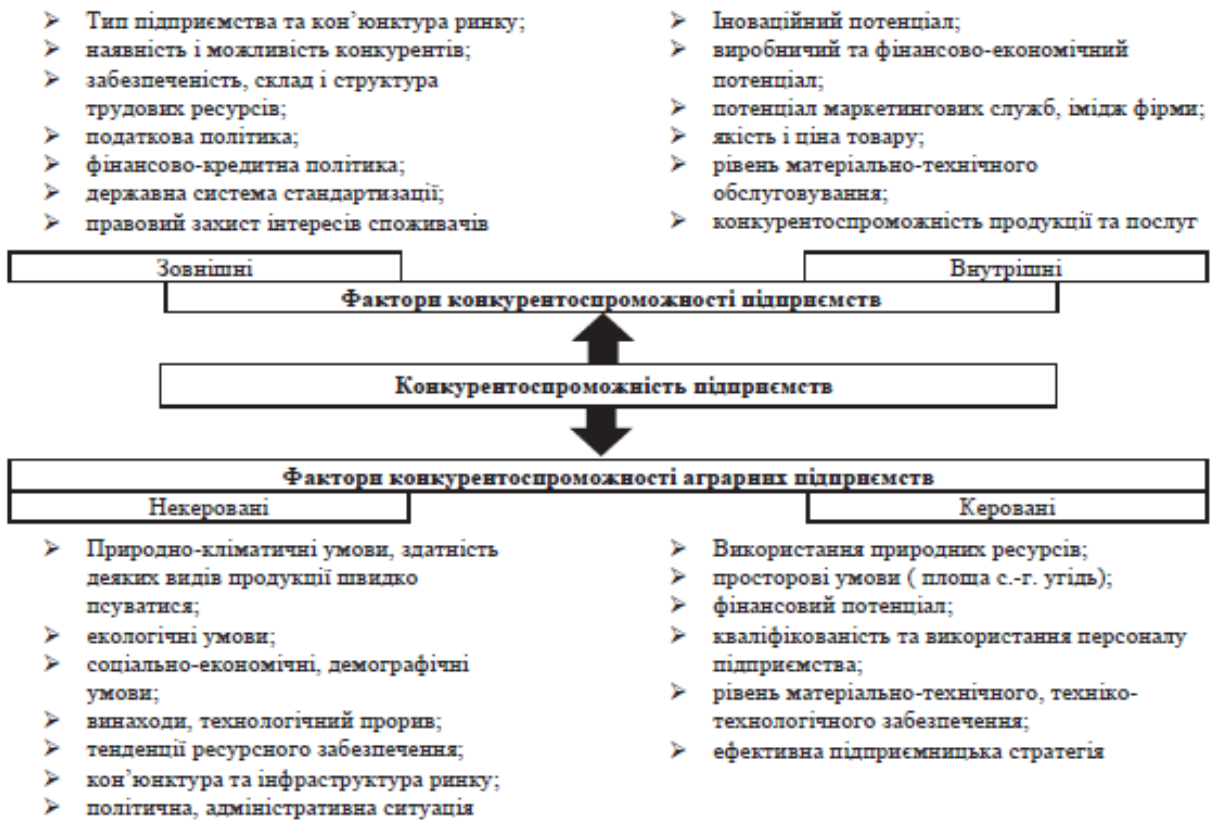 ➢ Тип підприємства та кон’юнктура ринку;
➢ наявність і можливість конкурентів;
➢ забезпеченість, склад і структура
трудових ресурсів;
➢ податкова політика;
➢ фінансово-кредитна політика;
➢ державна система стандартизації;
➢ правовий захист інтересів споживачів
➢ Іноваційний потенціал;
➢ виробничий та фінансово-економічний
потенціал;
➢ потенціал маркетингових служб, імідж фірми;
➢ якість і ціна товару;
➢ рівень матеріально-технічного
обслуговування;
➢ конкурентоспроможність продукції та послуг
Зовнішні
Внутрішні
Фактори конкурентоспроможності підприємств
Конкурентоспроможність підприємств
Фактори конкурентоспроможності аграрних підприємств
Некеровані
Керовані
➢ Природно-кліматичні умови, здатність
деяких видів продукції швидко
псуватися;
➢ екологічні умови;
➢ соціально-економічні, демографічні
умови;
➢ винаходи, технологічний прорив;
➢ тенденції ресурсного забезпечення;
➢ кон’юнктура та інфраструктура ринку;
➢ політична, адміністративна ситуація
➢ Використання природних ресурсів;
➢ просторові умови ( площа с.-г. угідь);
➢ фінансовий потенціал;
➢ кваліфікованість та використання персоналу
підприємства;
➢ рівень матеріально-технічного, техніко-
технологічного забезпечення;
➢ ефективна підприємницька стратегія